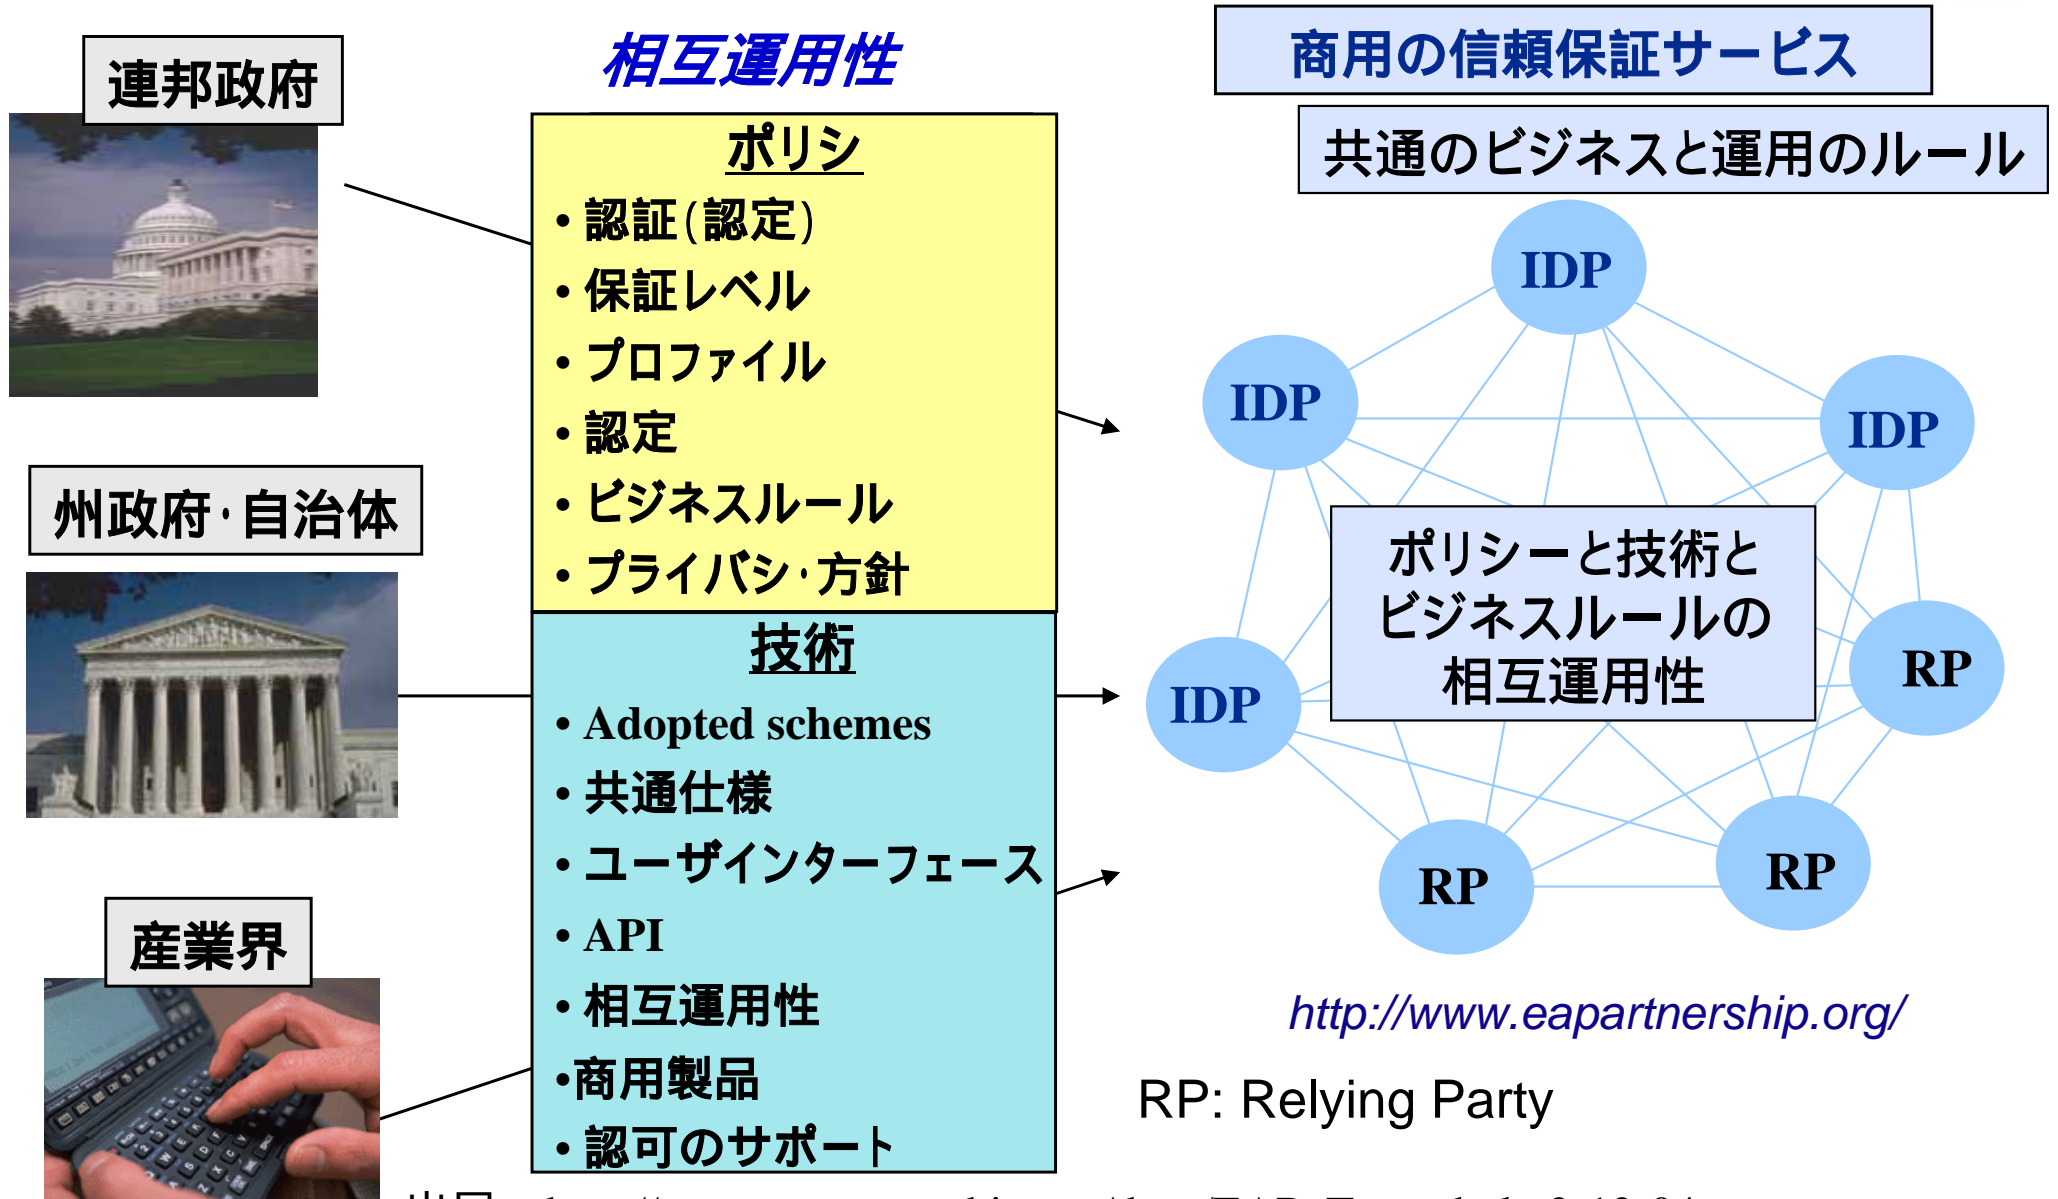 連邦政府
相互運用性
商用の信頼保証サービス
共通のビジネスと運用のルール
ポリシ
• 認証(認定)
• 保証レベル
• プロファイル
• 認定
• ビジネスルール
• プライバシ・方針
州政府・自治体
技術
• Adopted schemes
• 共通仕様
• ユーザインターフェース
• API
• 相互運用性
•商用製品
• 認可のサポート
産業界
IDP
IDP
IDP
IDP
ポリシーと技術と
ビジネスルールの
相互運用性
RP
RP
RP
http://www.eapartnership.org/
RP: Relying Party